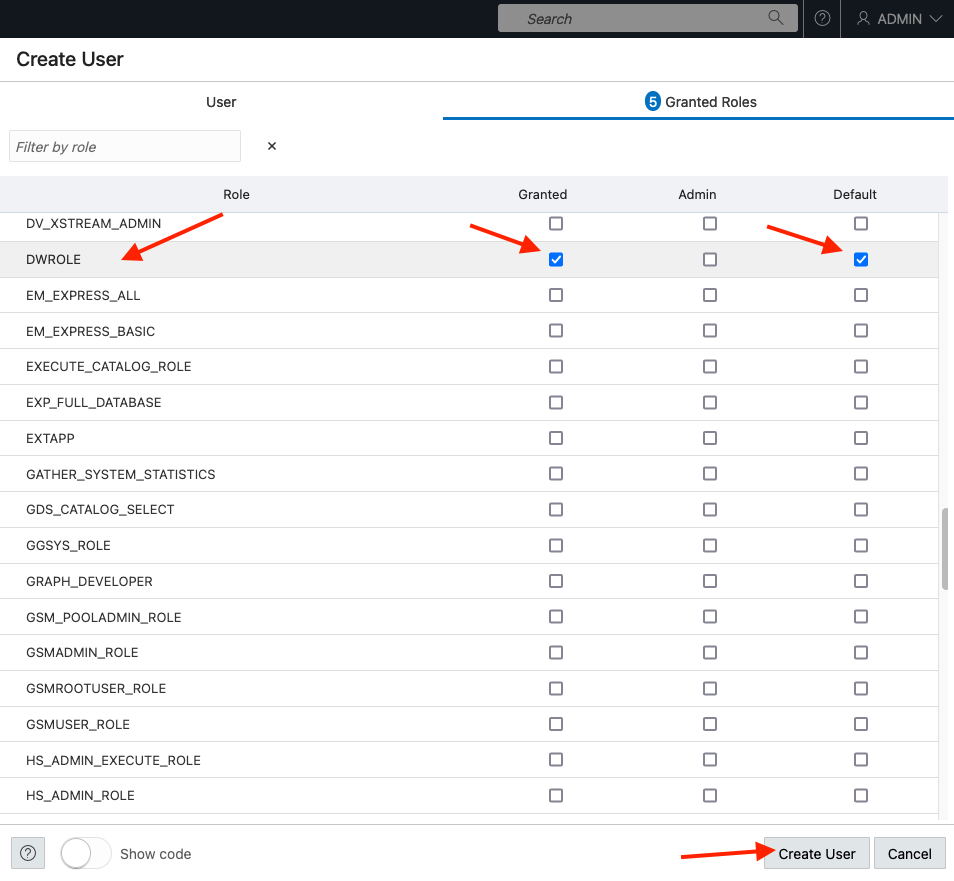 Search
ADMIN
Create User
User
5 Granted Roles
Filter by role
Role Granted Admin Default
DV_XSTREAM_ADMIN
DWROLE
EM_EXPRESS_ALL
EM_EXPRESS_BASIC
EXECUTE_CATALOG_ROLE
EXP_FULL_DATABASE
EXTAPP
GATHER_SYSTEM_STATISTICS
GDS_CATALOG_SELECT
GGSYS_ROLE
GRAPH_DEVELOPER
GSM_POOLADMIN_ROLE
GSMADMIN_ROLE
GSMROOTUSER_ROLE
GSMUSER_ROLE
HS_ADMIN_EXECUTE_ROLE
HS_ADMIN_ROLE
Show code
Create User
Cancel